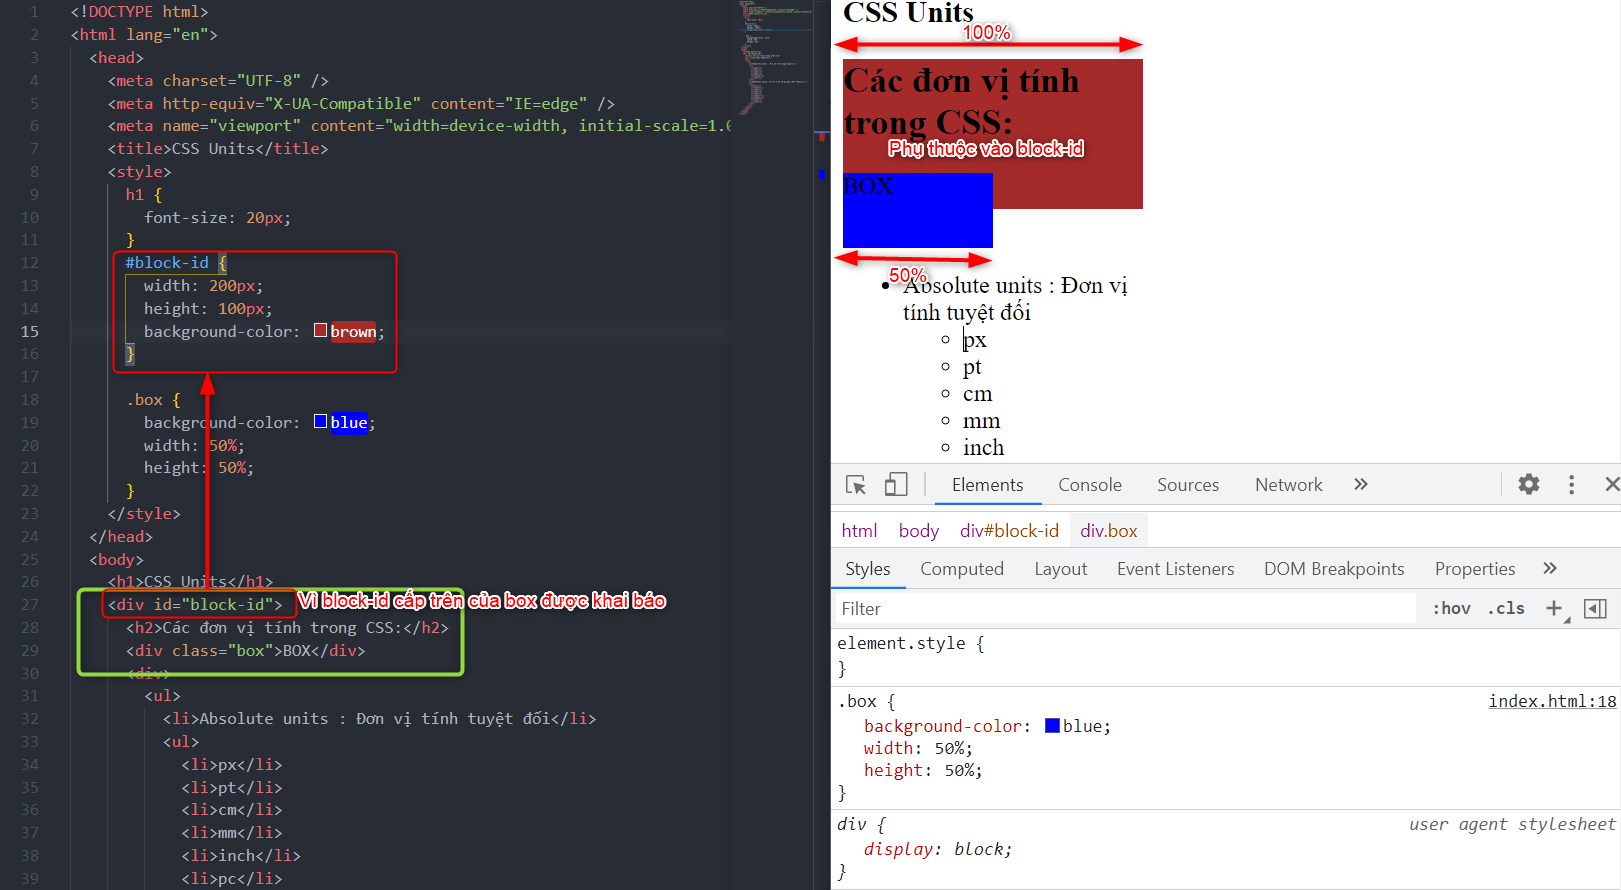 1 <!DOCTYPE html>
2 <html lang="en">
3 <head>
4 <meta charset="UTF-8" />
5 <meta http-equiv="X-UA-Compatible" content="IE=edge" />
6 <meta name="viewport" content="width=device-width, initial-scale=1.0
7 <title>CSS Units</title>
8 <style>
9 h1 {
10 font-size: 20px;
11 }
12 #block-id {
13 width: 200px;
14 height: 100px;
15 background-color: brown;
16 }
17
18 .box {
19 background-color: blue;
20 width: 50%;
21 height: 50%;
22 }
23 </style>
24 </head>
25 <body>
26 <h1>CSS Units</h1>
27 <div id="block-id">
Vì block-id cấp trên của box được khai báo
28 <h2>Các đơn vị tính trong CSS:</h2>
29 <div class="box">BOX</div>
30 <div>
31 <ul>
32 <li>Absolute units : Đơn vị tính tuyệt đối</li>
33 <ul>
34 <li>px</li>
35 <li>pt</li>
36 <li>cm</li>
37 <li>mm</li>
38 <li>inch</li>
39 <li>pc</li>
CSS Units
100%
Các đơn vị tính
trong CSS:
Phụ thuộc vào block-id
BOX
50%
Absolute units : Đơn vị
tính tuyệt đối
px
pt
cm
mm
inch
Elements Console Sources Network
html body div#block-id div.box
Styles Computed Layout Event Listeners DOM Breakpoints Properties
Filter :hov .cls
element.style {
}
.box { index.html:18
background-color: blue;
width: 50%;
height: 50%;
}
div { user agent stylesheet
display: block;
}